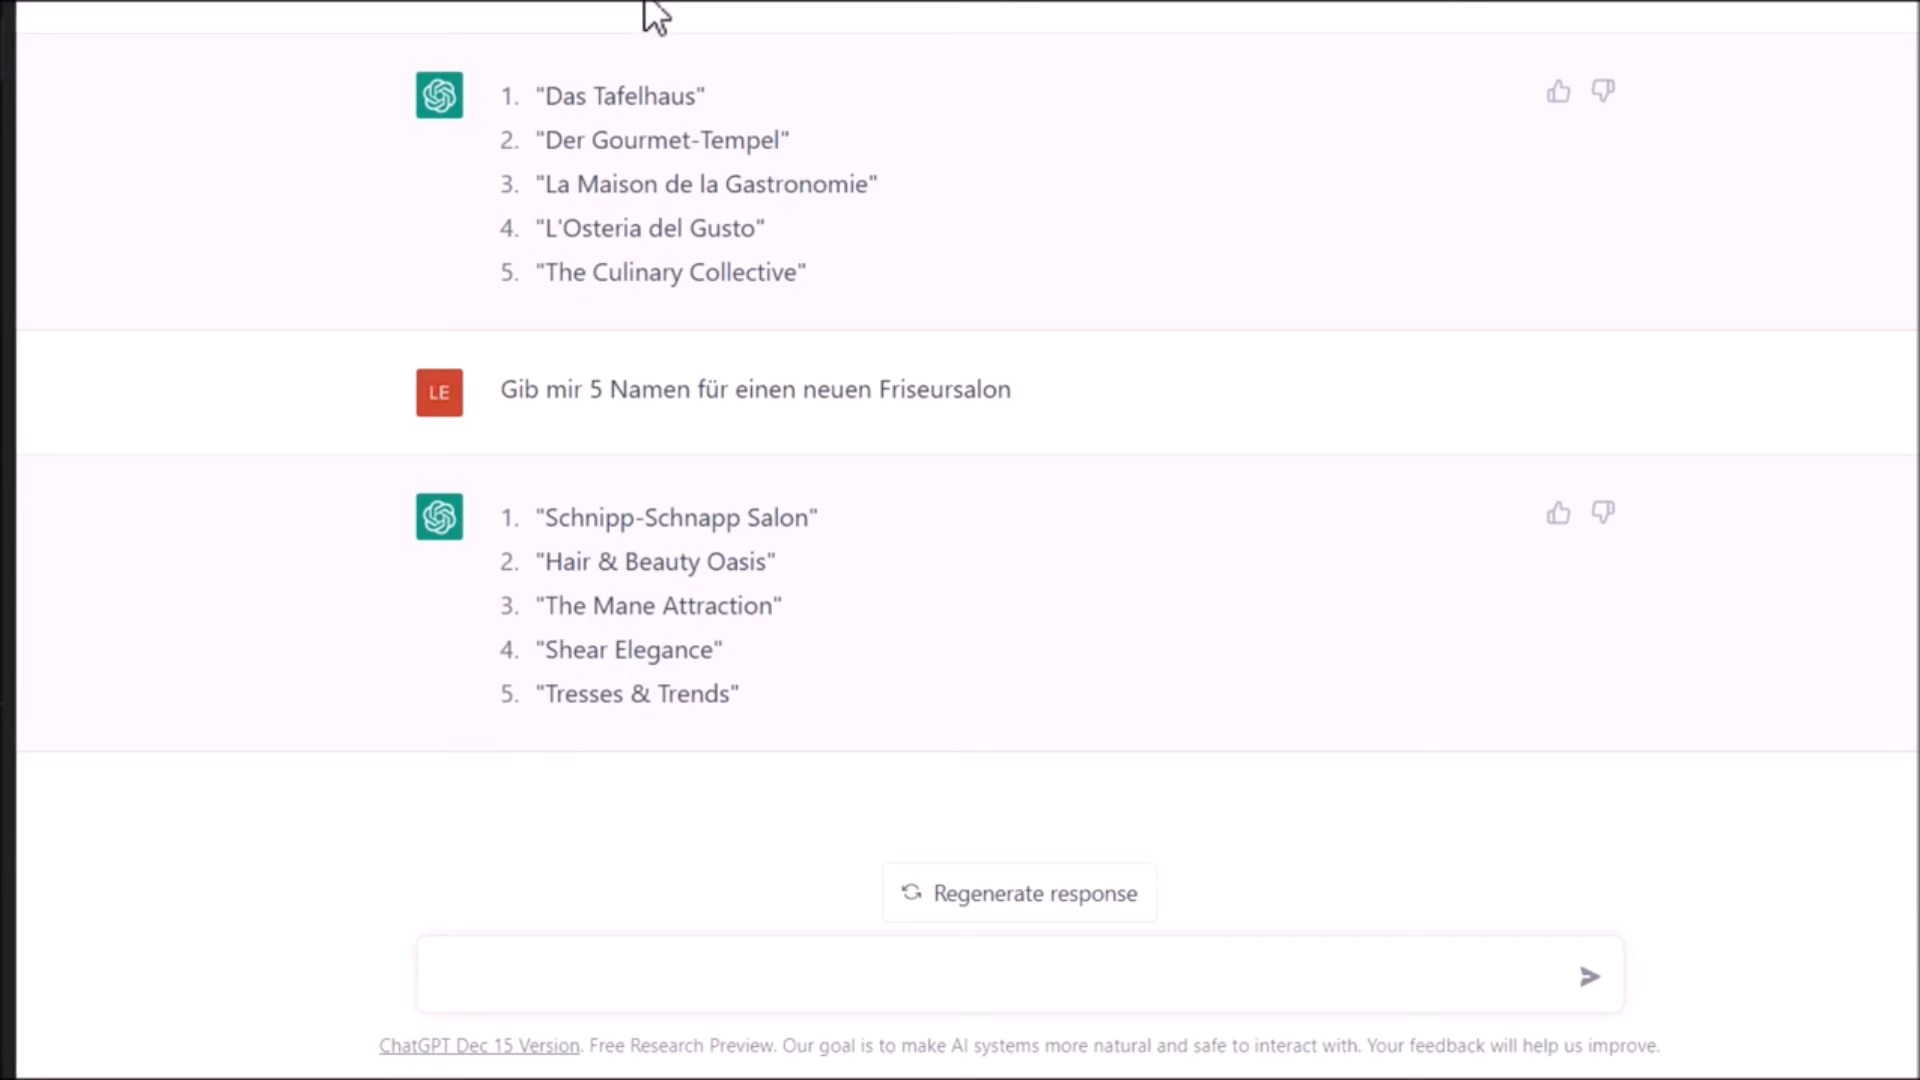 1. "Das Tafelhaus"
2. "Der Gourmet-Tempel"
3. "La Maison de la Gastronomie"
4. "L'Osteria del Gusto"
5. "The Culinary Collective"
LE Gib mir 5 Namen für einen neuen Friseursalon
1. "Schnipp-Schnapp Salon"
2. "Hair & Beauty Oasis"
3. "The Mane Attraction"
4. "Shear Elegance"
5. "Tresses & Trends"
Regenerate response
ChatGPT Dec 15 Version. Free Research Preview. Our goal is to make AI systems more natural and safe to interact with. Your feedback will help us improve.